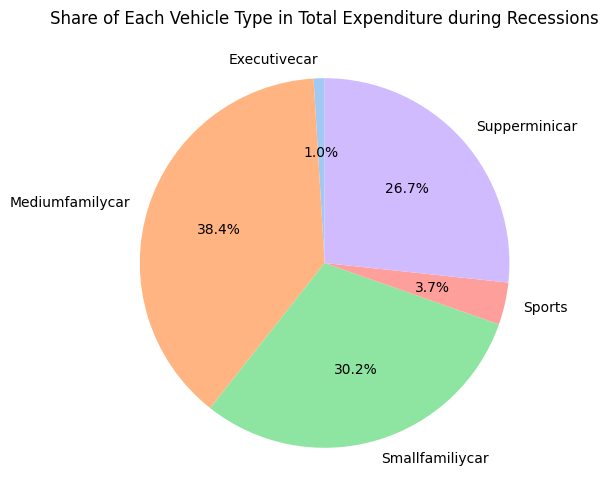 Share of Each Vehicle Type in Total Expenditure during Recessions
Executivecar
1.0%
Supperminicar
26.7%
Mediumfamilycar
38.4%
3.7%
Sports
30.2%
Smallfamiliycar